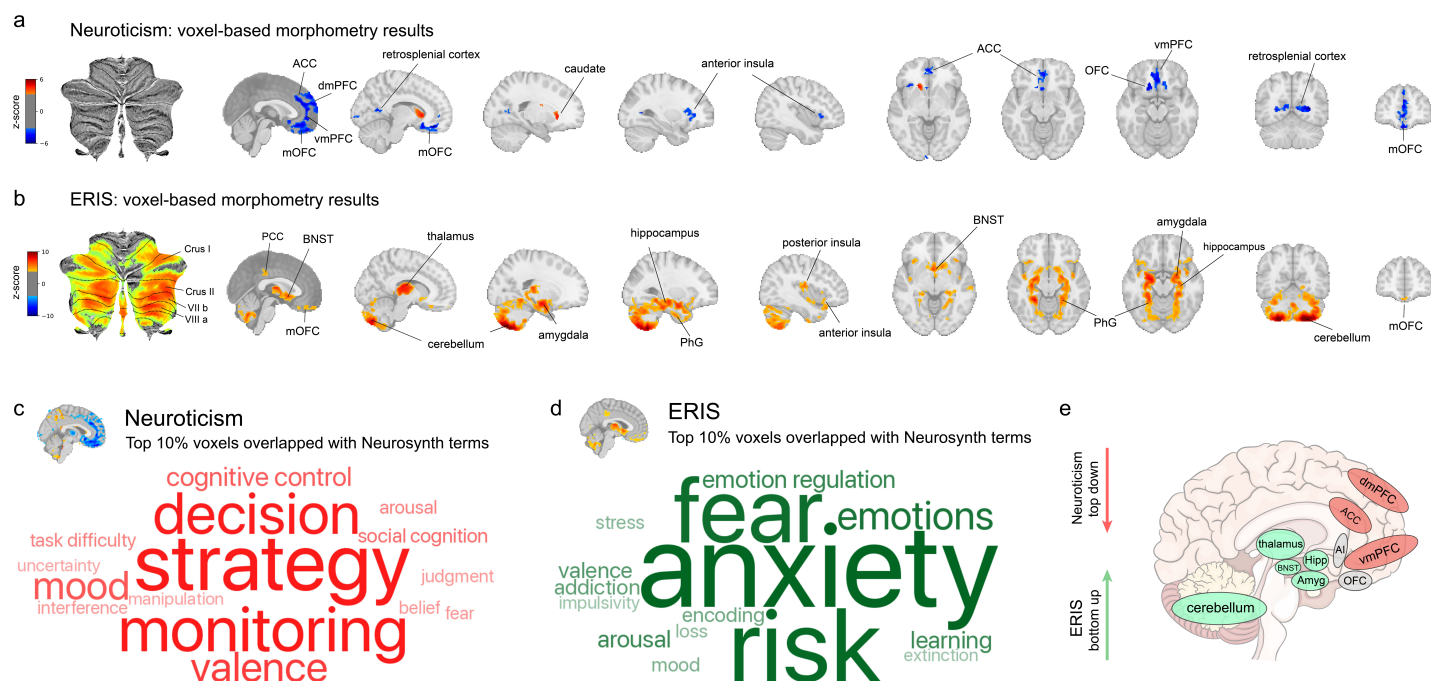 a
Neuroticism: voxel-based morphometry results
z-score
6
3
0
-3
-6
ACC
dmPFC
vmPFC
mOFC
retrosplenial cortex
mOFC
caudate
anterior insula
ACC
OFC
vmPFC
retrosplenial cortex
mOFC
b
ERIS: voxel-based morphometry results
z-score
10
4
0
-4
-10
Crus I
Crus II
VII b
VIII a
PCC
BNST
mOFC
thalamus
cerebellum
amygdala
hippocampus
PhG
posterior insula
anterior insula
BNST
PhG
amygdala
hippocampus
cerebellum
mOFC
c
Neuroticism
Top 10% voxels overlapped with Neurosynth terms
cognitive control
decision
arousal
social cognition
task difficulty
strategy
uncertainty
mood
judgment
manipulation
interference
belief
fear
monitoring
valence
d
ERIS
Top 10% voxels overlapped with Neurosynth terms
emotion regulation
fear
emotions
stress
anxiety
valence
addiction
impulsivity
encoding
loss
risk
arousal
learning
extinction
mood
e
Neuroticism
top down
ERIS
bottom up
dmPFC
ACC
vmPFC
AI
thalamus
Hipp
BNST
Amyg
OFC
cerebellum